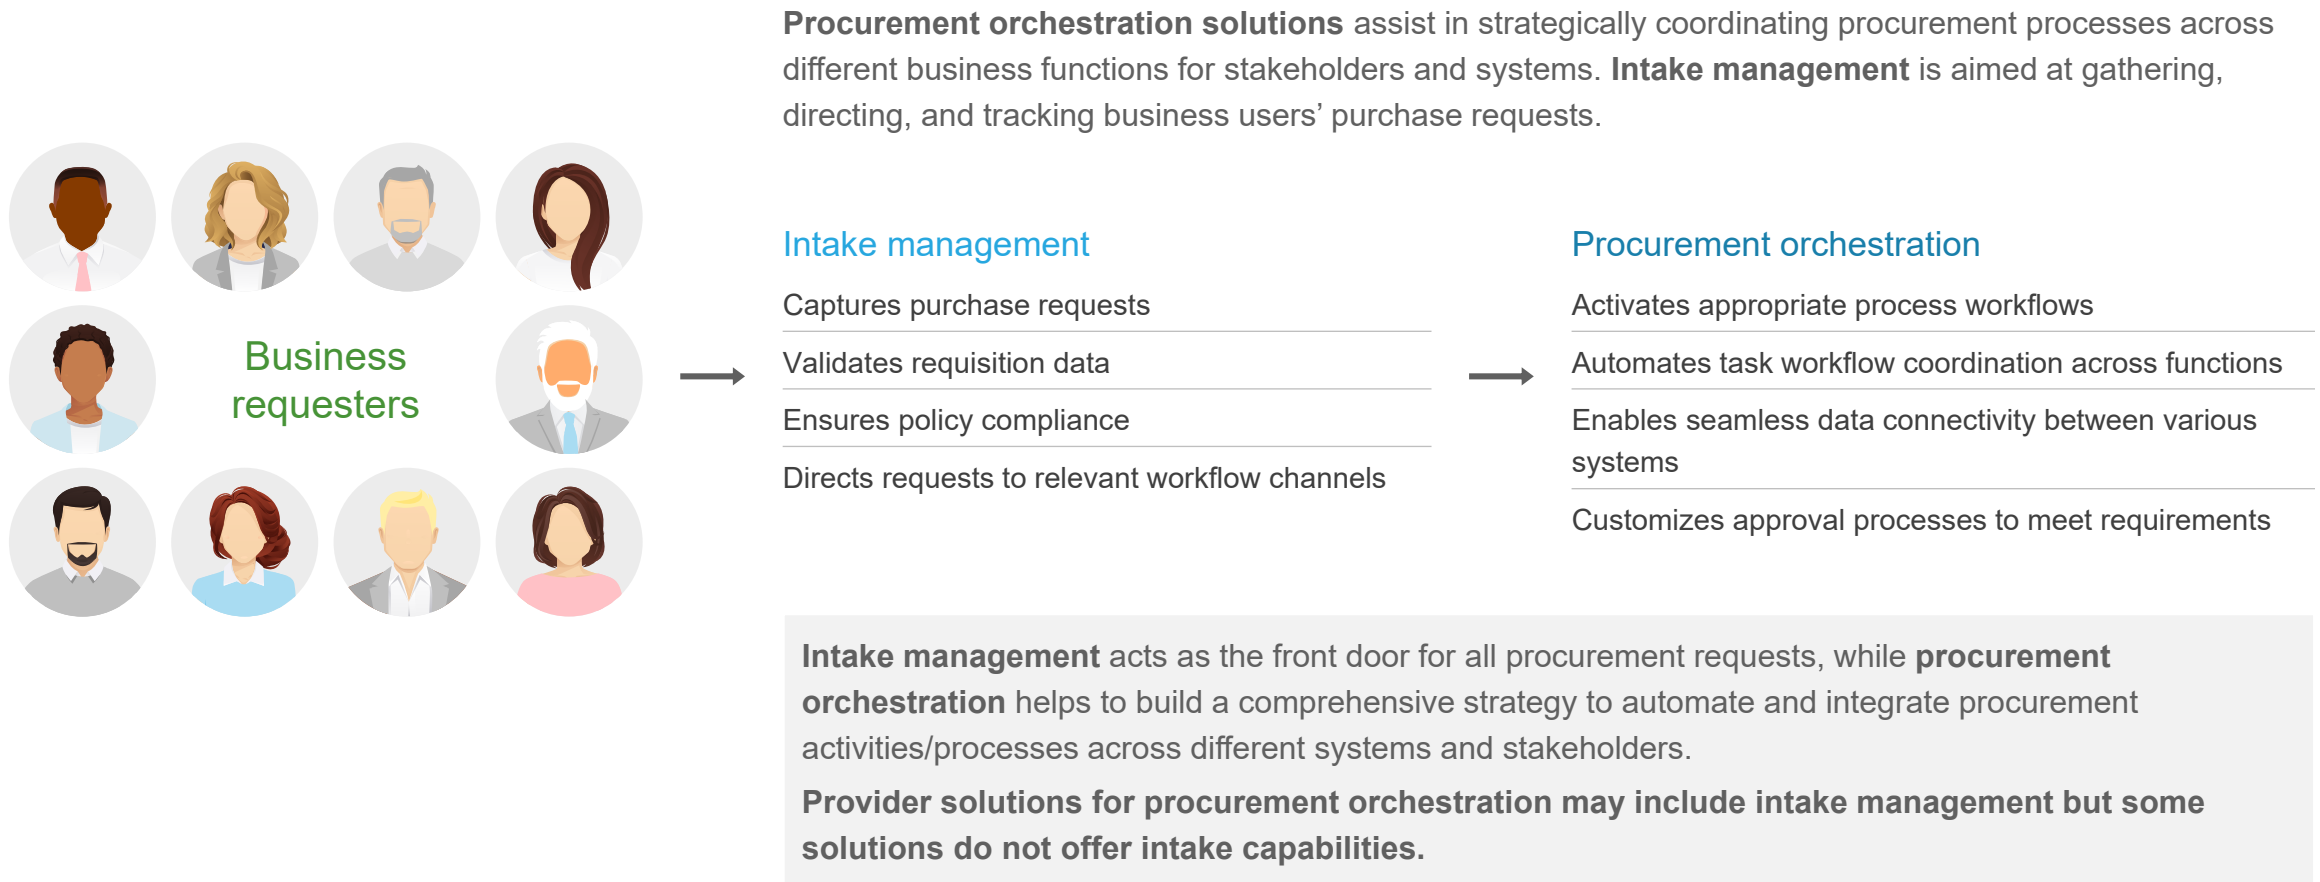 Procurement orchestration solutions assist in strategically coordinating procurement processes across
different business functions for stakeholders and systems. Intake management is aimed at gathering,
directing, and tracking business users’ purchase requests.
Business
requesters
Intake management
Captures purchase requests
Validates requisition data
Ensures policy compliance
Directs requests to relevant workflow channels
Procurement orchestration
Activates appropriate process workflows
Automates task workflow coordination across functions
Enables seamless data connectivity between various
systems
Customizes approval processes to meet requirements
Intake management acts as the front door for all procurement requests, while procurement
orchestration helps to build a comprehensive strategy to automate and integrate procurement
activities/processes across different systems and stakeholders.
Provider solutions for procurement orchestration may include intake management but some
solutions do not offer intake capabilities.